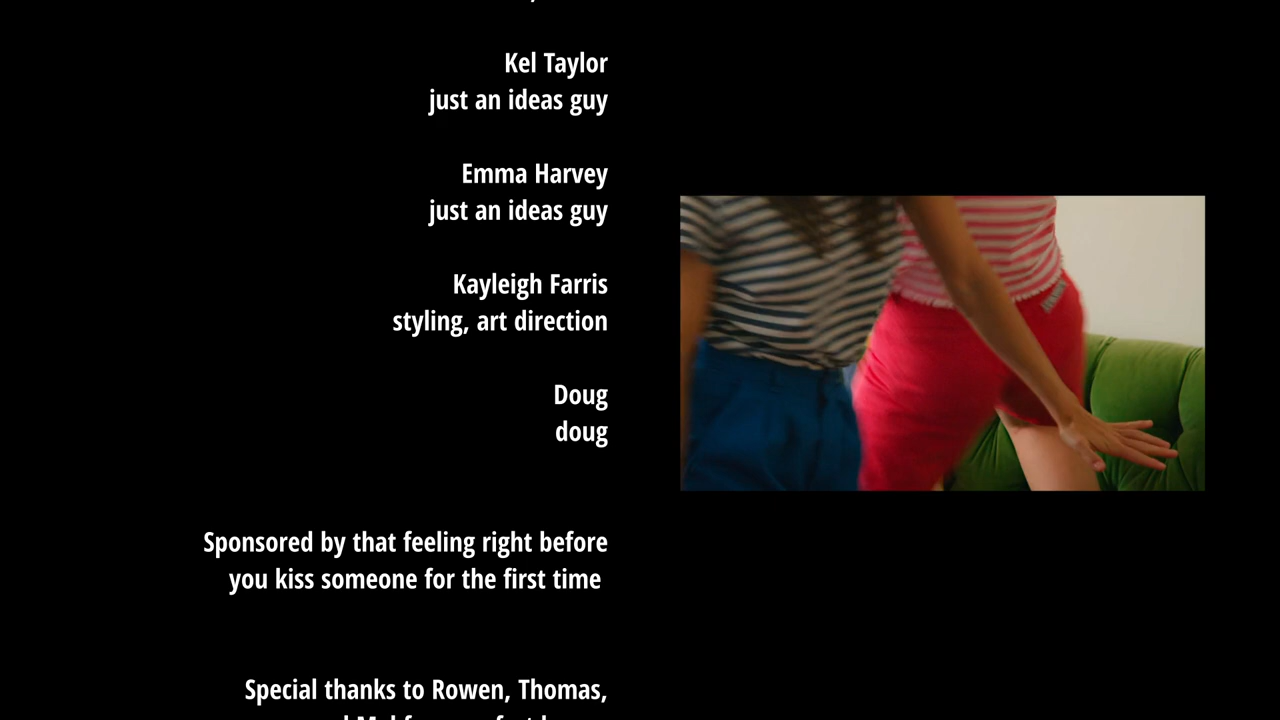 Kel Taylor
just an ideas guy
Emma Harvey
just an ideas guy
Kayleigh Farris
styling, art direction
Doug
doug
Sponsored by that feeling right before
you kiss someone for the first time
Special thanks to Rowen, Thomas,